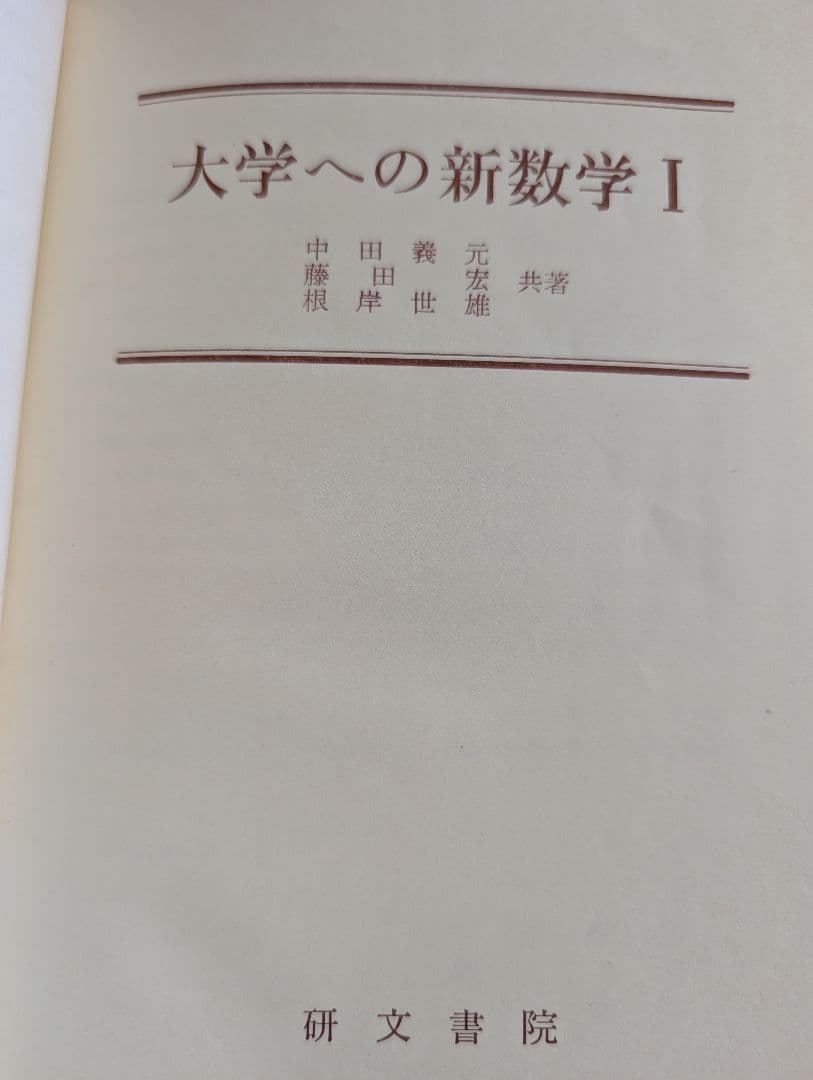 大学への新数学 I
中田義元
藤田宏 共著
根岸世雄
研文書院